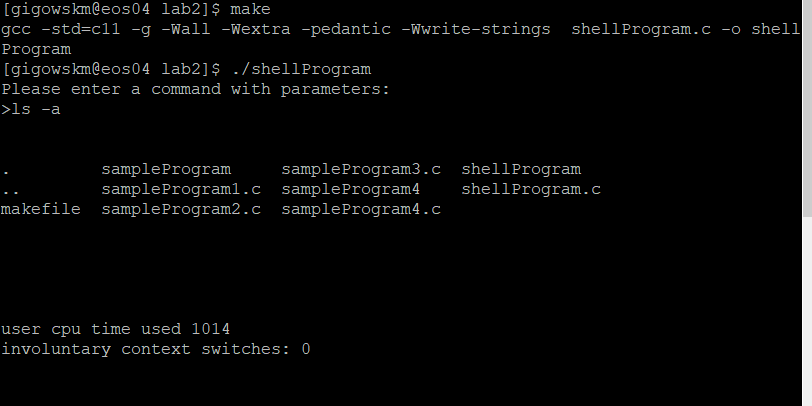 [gigowskm@eos04 lab2]$ make
gcc -std=c11 -g -Wall -Wextra -pedantic -Wwrite-strings  shellProgram.c -o shell
Program
[gigowskm@eos04 lab2]$ ./shellProgram
Please enter a command with parameters:
>ls -a
.         sampleProgram     sampleProgram3.c  shellProgram
..        sampleProgram1.c  sampleProgram4    shellProgram.c
makefile  sampleProgram2.c  sampleProgram4.c
user cpu time used 1014
involuntary context switches: 0